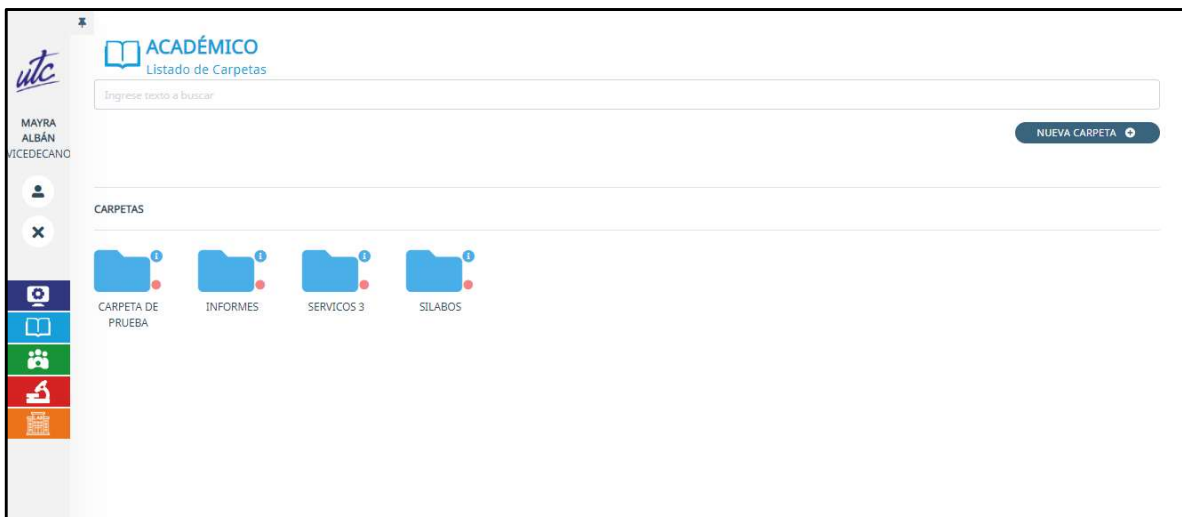 utc
MAYRA
ALBÁN
VICEDECANO
ACADÉMICO
Listado de Carpetas
Ingrese texto a buscar
NUEVA CARPETA
CARPETAS
CARPETA DE
PRUEBA
INFORMES
SERVICOS 3
SILABOS